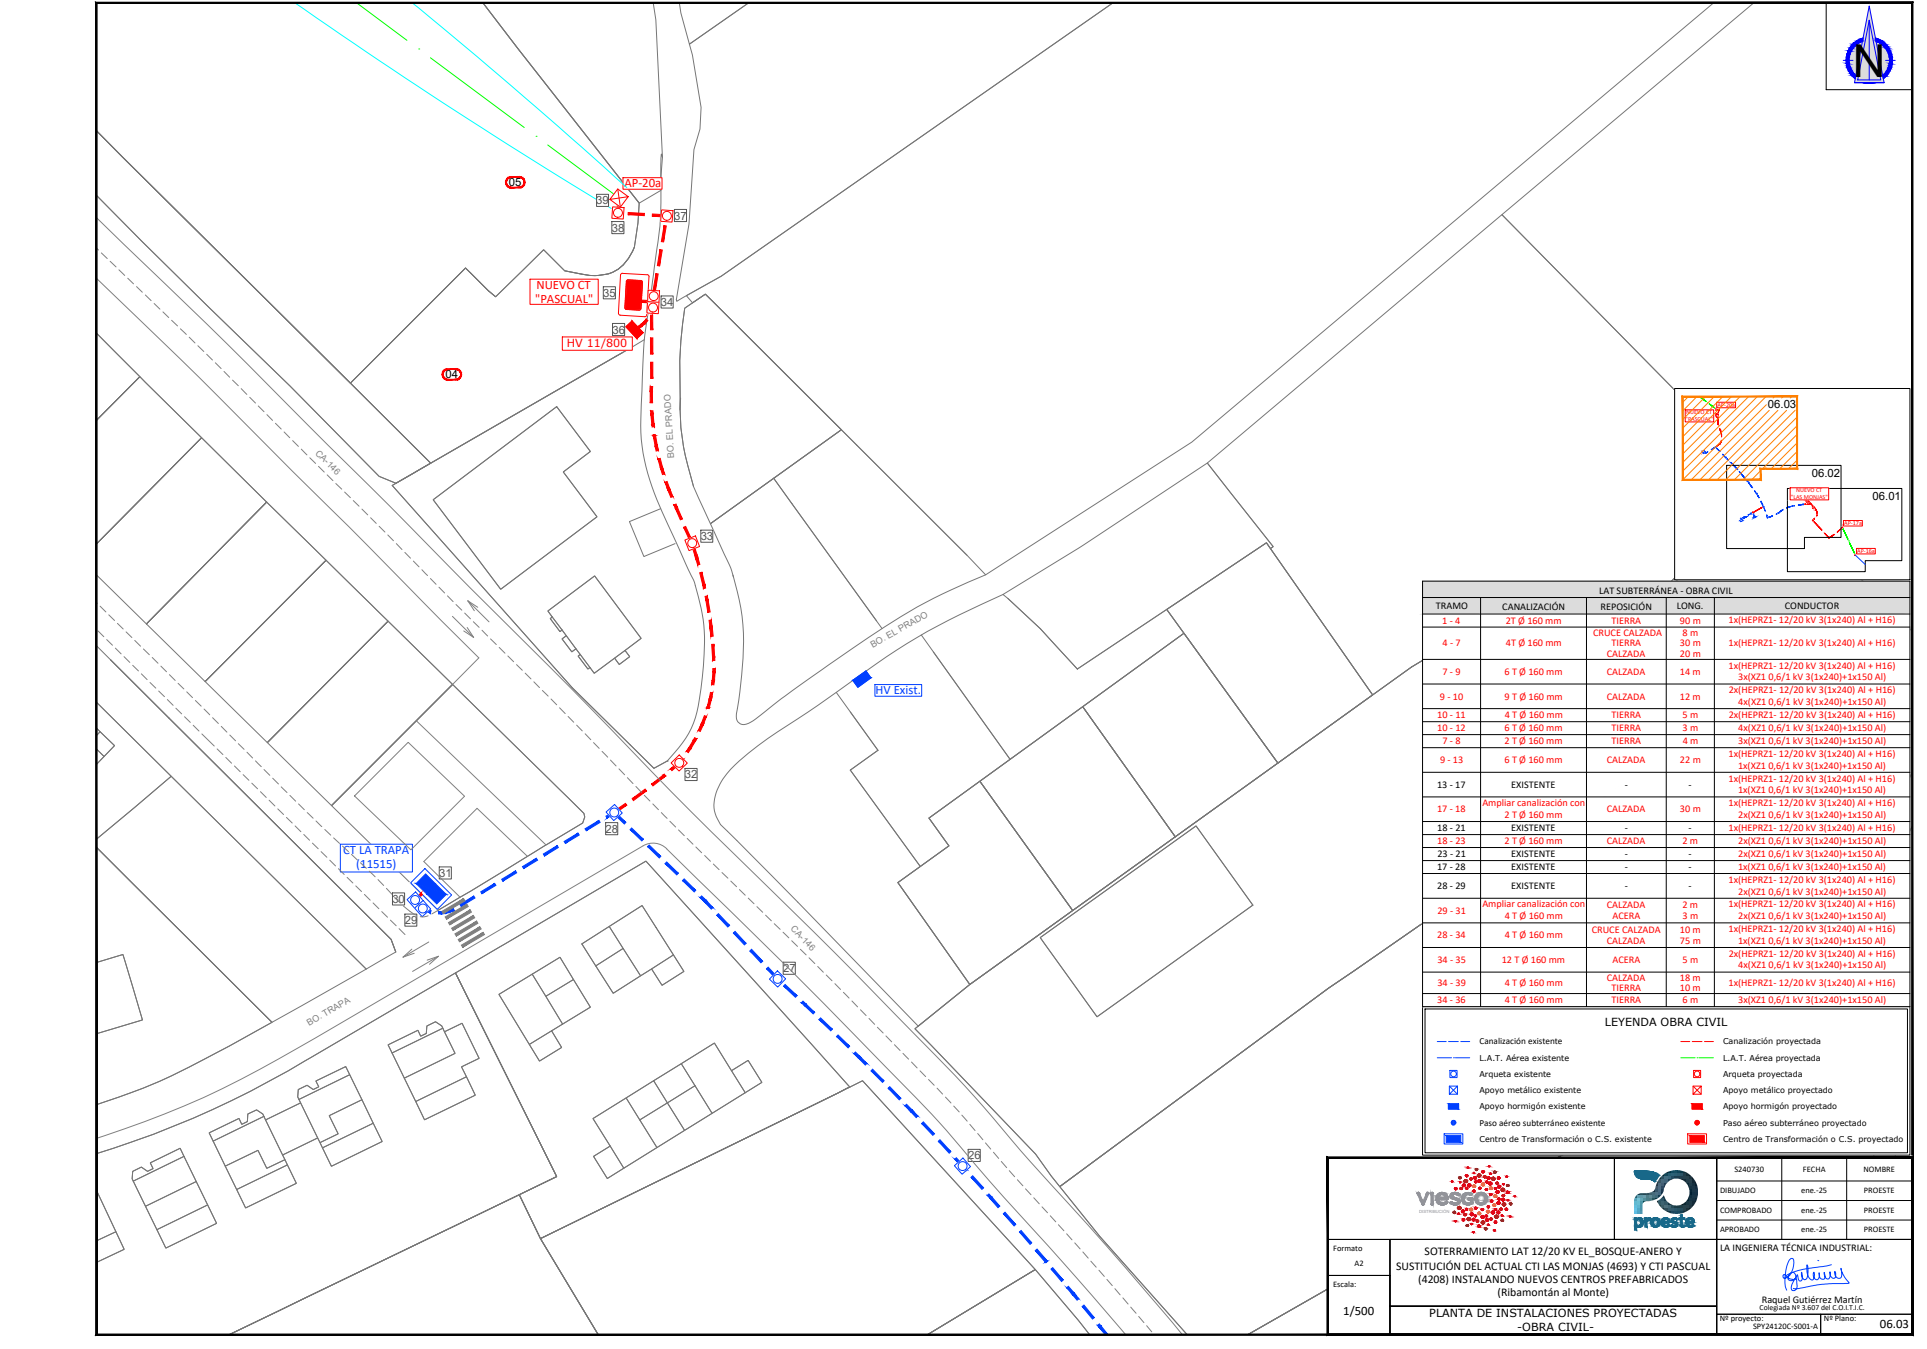 N
05
AP-20a
39
38
37
NUEVO CT
"PASCUAL"
35
34
36
HV 11/800
04
BO. EL PRADO
CA-146
33
BO. EL PRADO
HV Exist.
32
28
CT LA TRAPA
(11515)
31
30
29
CA-146
27
BO. TRAPA
26
06.03
06.02
06.01
NUEVO CT
"LAS MONJAS"
LAT SUBTERRÁNEA - OBRA CIVIL
TRAMO CANALIZACIÓN REPOSICIÓN LONG. CONDUCTOR
1 - 4 2T Ø 160 mm TIERRA 90 m 1x(HEPRZ1- 12/20 kV 3(1x240) Al + H16)
CRUCE CALZADA 8 m
4 - 7 4T Ø 160 mm TIERRA 30 m 1x(HEPRZ1- 12/20 kV 3(1x240) Al + H16)
CALZADA 20 m
7 - 9 6 T Ø 160 mm CALZADA 14 m 1x(HEPRZ1- 12/20 kV 3(1x240) Al + H16)
3x(XZ1 0,6/1 kV 3(1x240)+1x150 Al)
9 - 10 9 T Ø 160 mm CALZADA 12 m 2x(HEPRZ1- 12/20 kV 3(1x240) Al + H16)
4x(XZ1 0,6/1 kV 3(1x240)+1x150 Al)
10 - 11 4 T Ø 160 mm TIERRA 5 m 2x(HEPRZ1- 12/20 kV 3(1x240) Al + H16)
10 - 12 6 T Ø 160 mm TIERRA 3 m 4x(XZ1 0,6/1 kV 3(1x240)+1x150 Al)
7 - 8 2 T Ø 160 mm TIERRA 4 m 3x(XZ1 0,6/1 kV 3(1x240)+1x150 Al)
9 - 13 6 T Ø 160 mm CALZADA 22 m 1x(HEPRZ1- 12/20 kV 3(1x240) Al + H16)
1x(XZ1 0,6/1 kV 3(1x240)+1x150 Al)
13 - 17 EXISTENTE - - 1x(HEPRZ1- 12/20 kV 3(1x240) Al + H16)
1x(XZ1 0,6/1 kV 3(1x240)+1x150 Al)
17 - 18 Ampliar canalización con 2 T Ø 160 mm CALZADA 30 m 1x(HEPRZ1- 12/20 kV 3(1x240) Al + H16)
2x(XZ1 0,6/1 kV 3(1x240)+1x150 Al)
18 - 21 EXISTENTE - - 1x(HEPRZ1- 12/20 kV 3(1x240) Al + H16)
18 - 23 2 T Ø 160 mm CALZADA 2 m 2x(XZ1 0,6/1 kV 3(1x240)+1x150 Al)
23 - 21 EXISTENTE - - 2x(XZ1 0,6/1 kV 3(1x240)+1x150 Al)
17 - 28 EXISTENTE - - 1x(XZ1 0,6/1 kV 3(1x240)+1x150 Al)
28 - 29 EXISTENTE - - 1x(HEPRZ1- 12/20 kV 3(1x240) Al + H16)
2x(XZ1 0,6/1 kV 3(1x240)+1x150 Al)
29 - 31 Ampliar canalización con CALZADA 2 m 1x(HEPRZ1- 12/20 kV 3(1x240) Al + H16)
4 T Ø 160 mm ACERA 3 m 2x(XZ1 0,6/1 kV 3(1x240)+1x150 Al)
28 - 34 4 T Ø 160 mm CRUCE CALZADA 10 m 1x(HEPRZ1- 12/20 kV 3(1x240) Al + H16)
CALZADA 75 m 1x(XZ1 0,6/1 kV 3(1x240)+1x150 Al)
34 - 35 12 T Ø 160 mm ACERA 5 m 2x(HEPRZ1- 12/20 kV 3(1x240) Al + H16)
4x(XZ1 0,6/1 kV 3(1x240)+1x150 Al)
34 - 39 4 T Ø 160 mm CALZADA 18 m 1x(HEPRZ1- 12/20 kV 3(1x240) Al + H16)
TIERRA 10 m
34 - 36 4 T Ø 160 mm TIERRA 6 m 3x(XZ1 0,6/1 kV 3(1x240)+1x150 Al)
LEYENDA OBRA CIVIL
Canalización existente Canalización proyectada
L.A.T. Aérea existente L.A.T. Aérea proyectada
Arqueta existente Arqueta proyectada
Apoyo metálico existente Apoyo metálico proyectado
Apoyo hormigón existente Apoyo hormigón proyectado
Paso aéreo subterráneo existente Paso aéreo subterráneo proyectado
Centro de Transformación o C.S. existente Centro de Transformación o C.S. proyectado
viesgo
DISTRIBUCIÓN
proeste
S240730 FECHA NOMBRE
DIBUJADO ene.-25 PROESTE
COMPROBADO ene.-25 PROESTE
APROBADO ene.-25 PROESTE
Formato
A2
Escala:
1/500
SOTERRAMIENTO LAT 12/20 KV EL_BOSQUE-ANERO Y
SUSTITUCIÓN DEL ACTUAL CTI LAS MONJAS (4693) Y CTI PASCUAL
(4208) INSTALANDO NUEVOS CENTROS PREFABRICADOS
(Ribamontán al Monte)
PLANTA DE INSTALACIONES PROYECTADAS
-OBRA CIVIL-
LA INGENIERA TÉCNICA INDUSTRIAL:
Raquel Gutiérrez Martín
Colegiada Nº 3.607 del C.O.I.T.I.C.
Nº proyecto:
SPY24120C-S001-A
Nº Plano:
06.03